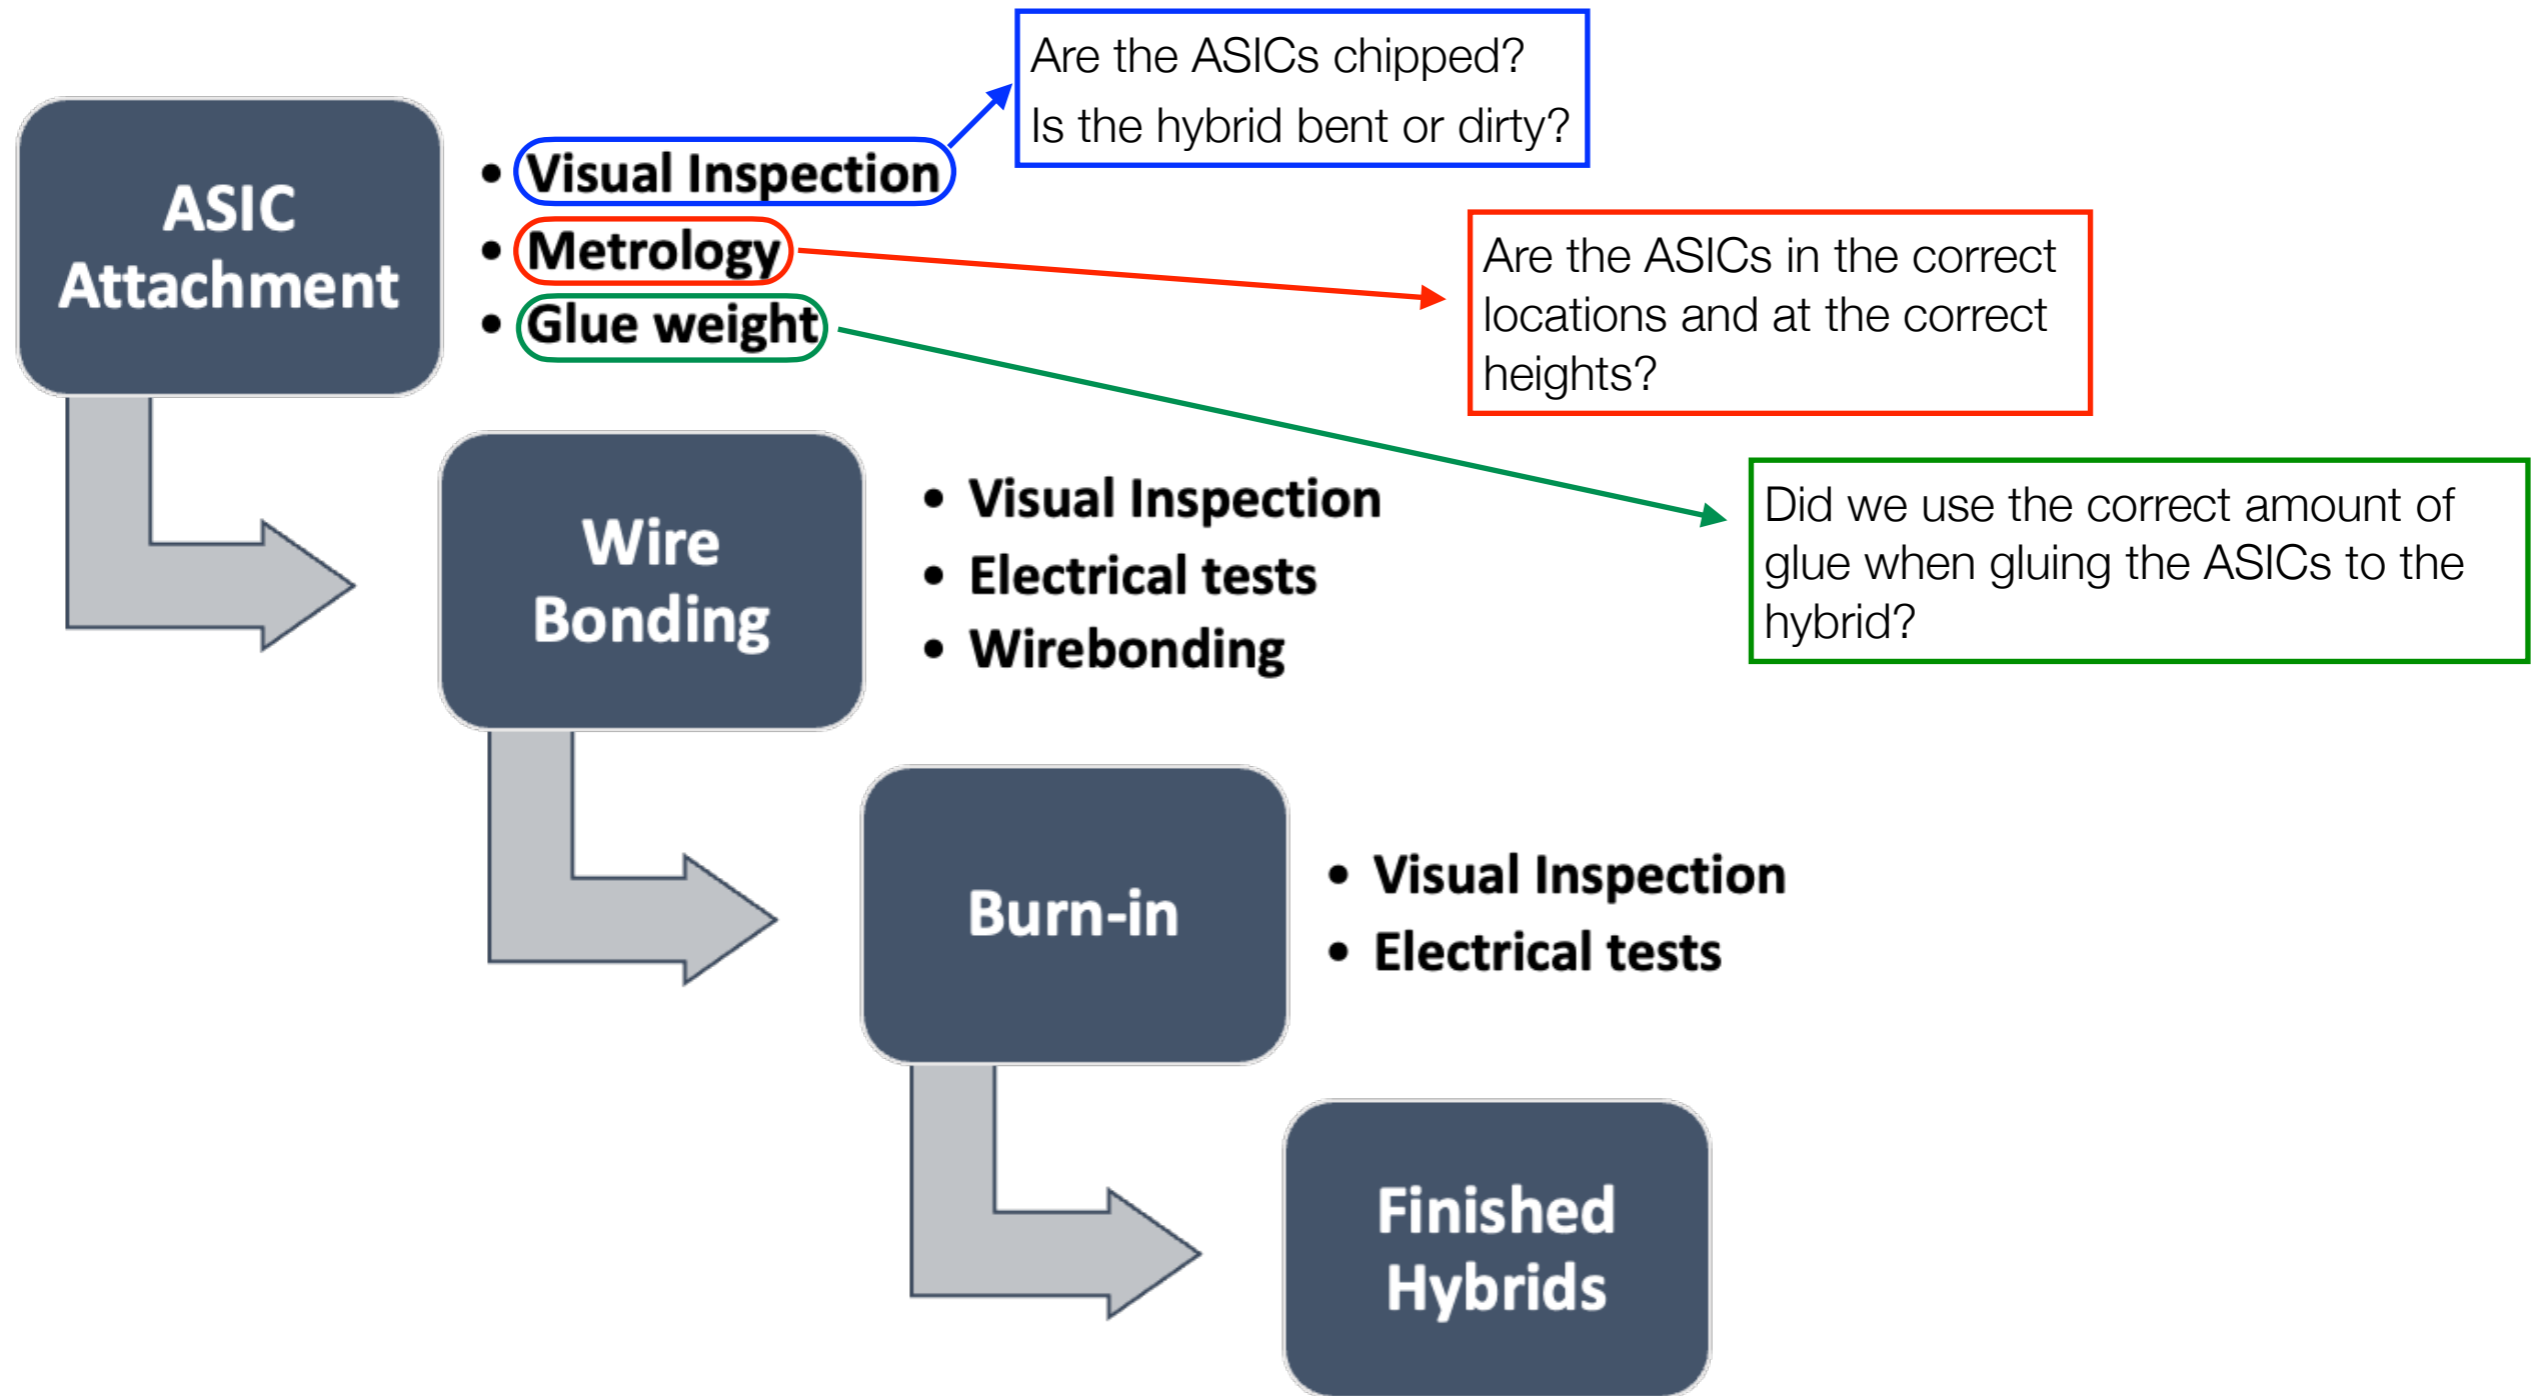 Are the ASICs chipped?
Is the hybrid bent or dirty?
ASIC
Attachment
• Visual Inspection
• Metrology
• Glue weight
Are the ASICs in the correct
locations and at the correct
heights?
Did we use the correct amount of
glue when gluing the ASICs to the
hybrid?
Wire
Bonding
• Visual Inspection
• Electrical tests
• Wirebonding
Burn-in
• Visual Inspection
• Electrical tests
Finished
Hybrids